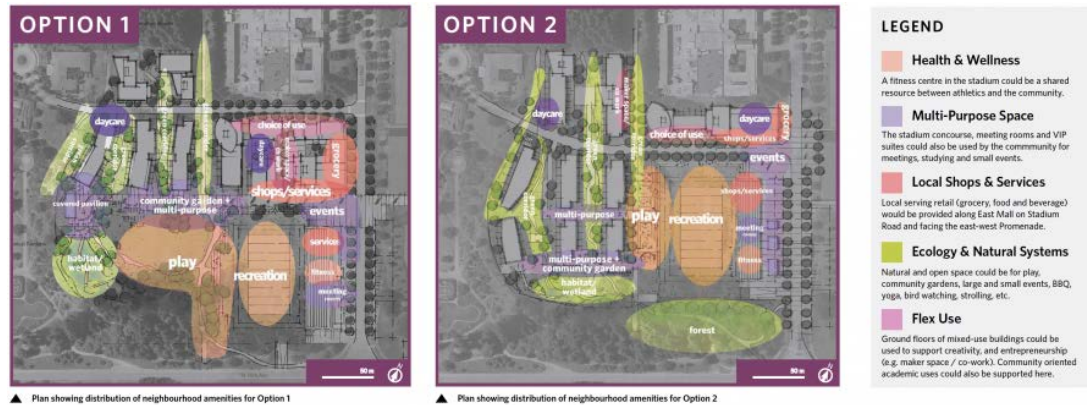 OPTION 1
daycare
choice of use
daycare
grocery
shops/services
covered pavilion
community garden +
multi-purpose
events
habitat/
wetland
play
recreation
service
fitness
meeting
90 m
Plan showing distribution of neighbourhood amenities for Option 1
OPTION 2
daycare
choice of use
daycare
shops/services
grocery
events
multi-purpose
play
recreation
shops/services
meeting
fitness
multi-purpose +
community garden
habitat/
wetland
forest
90 m
Plan showing distribution of neighbourhood amenities for Option 2
LEGEND
Health & Wellness
A fitness centre in the stadium could be a shared
resource between athletics and the community.
Multi-Purpose Space
The stadium concourse, meeting rooms and VIP
suites could also be used by the commmunity for
meetings, studying and small events.
Local Shops & Services
Local serving retail (grocery, food and beverage)
would be provided along East Mall on Stadium
Road and facing the east-west Promenade.
Ecology & Natural Systems
Natural and open space could be for play,
community gardens, large and small events, BBQ,
yoga, bird watching, strolling, etc.
Flex Use
Ground floors of mixed-use buildings could be
used to support creativity, and entrepreneurship
(e.g. maker space / co-work). Community oriented
academic uses could also be supported here.